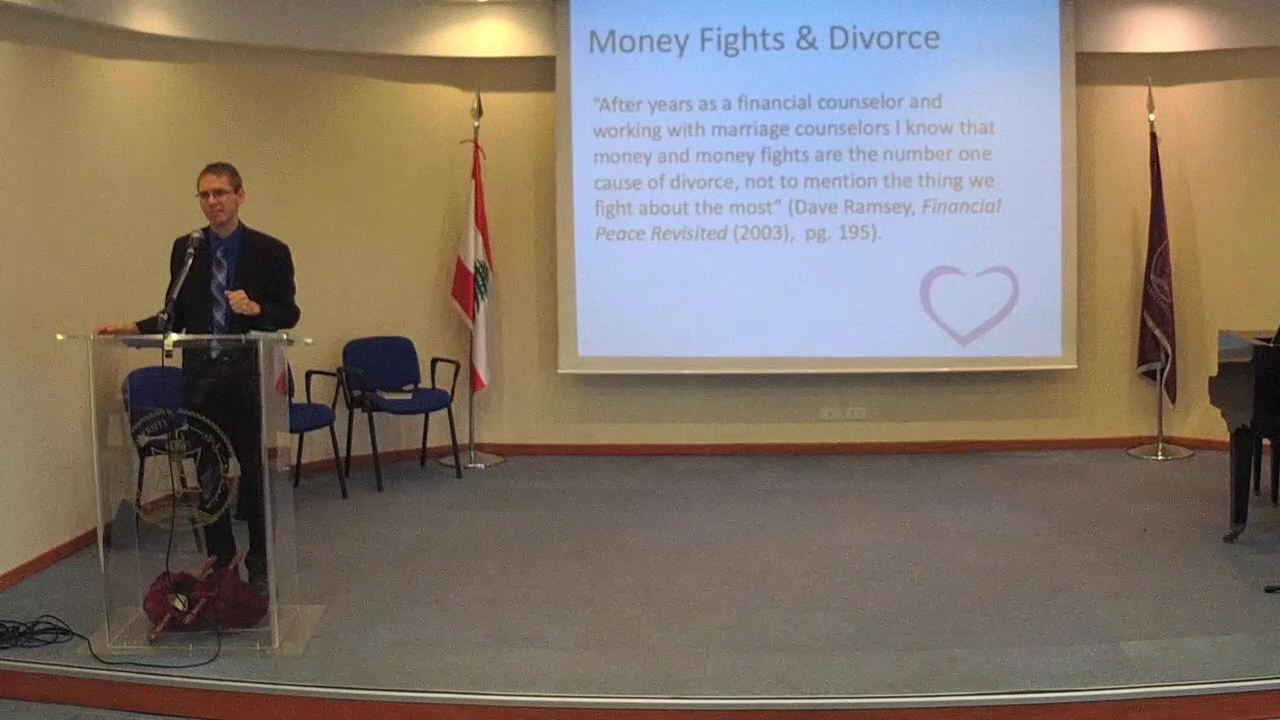 Money Fights & Divorce
“After years as a financial counselor and
working with marriage counselors I know that
money and money fights are the number one
cause of divorce, not to mention the thing we
fight about the most” (Dave Ramsey, Financial
Peace Revisited (2003),  pg. 195).